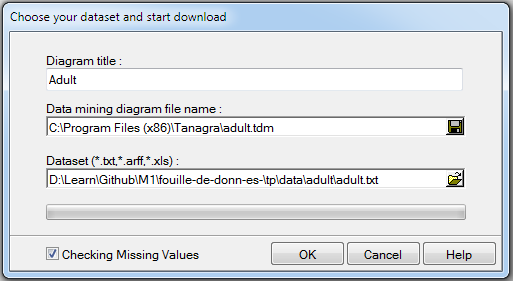 Choose your dataset and start download
Diagram title :
Adult
Data mining diagram file name :
C:\Program Files (x86)\Tanagra\adult.tdm
Dataset (*.txt,*.arff,*.xls) :
D:\Learn\Github\M1\fouille-de-donn-es-\tp\data\adult\adult.txt
Checking Missing Values
OK
Cancel
Help